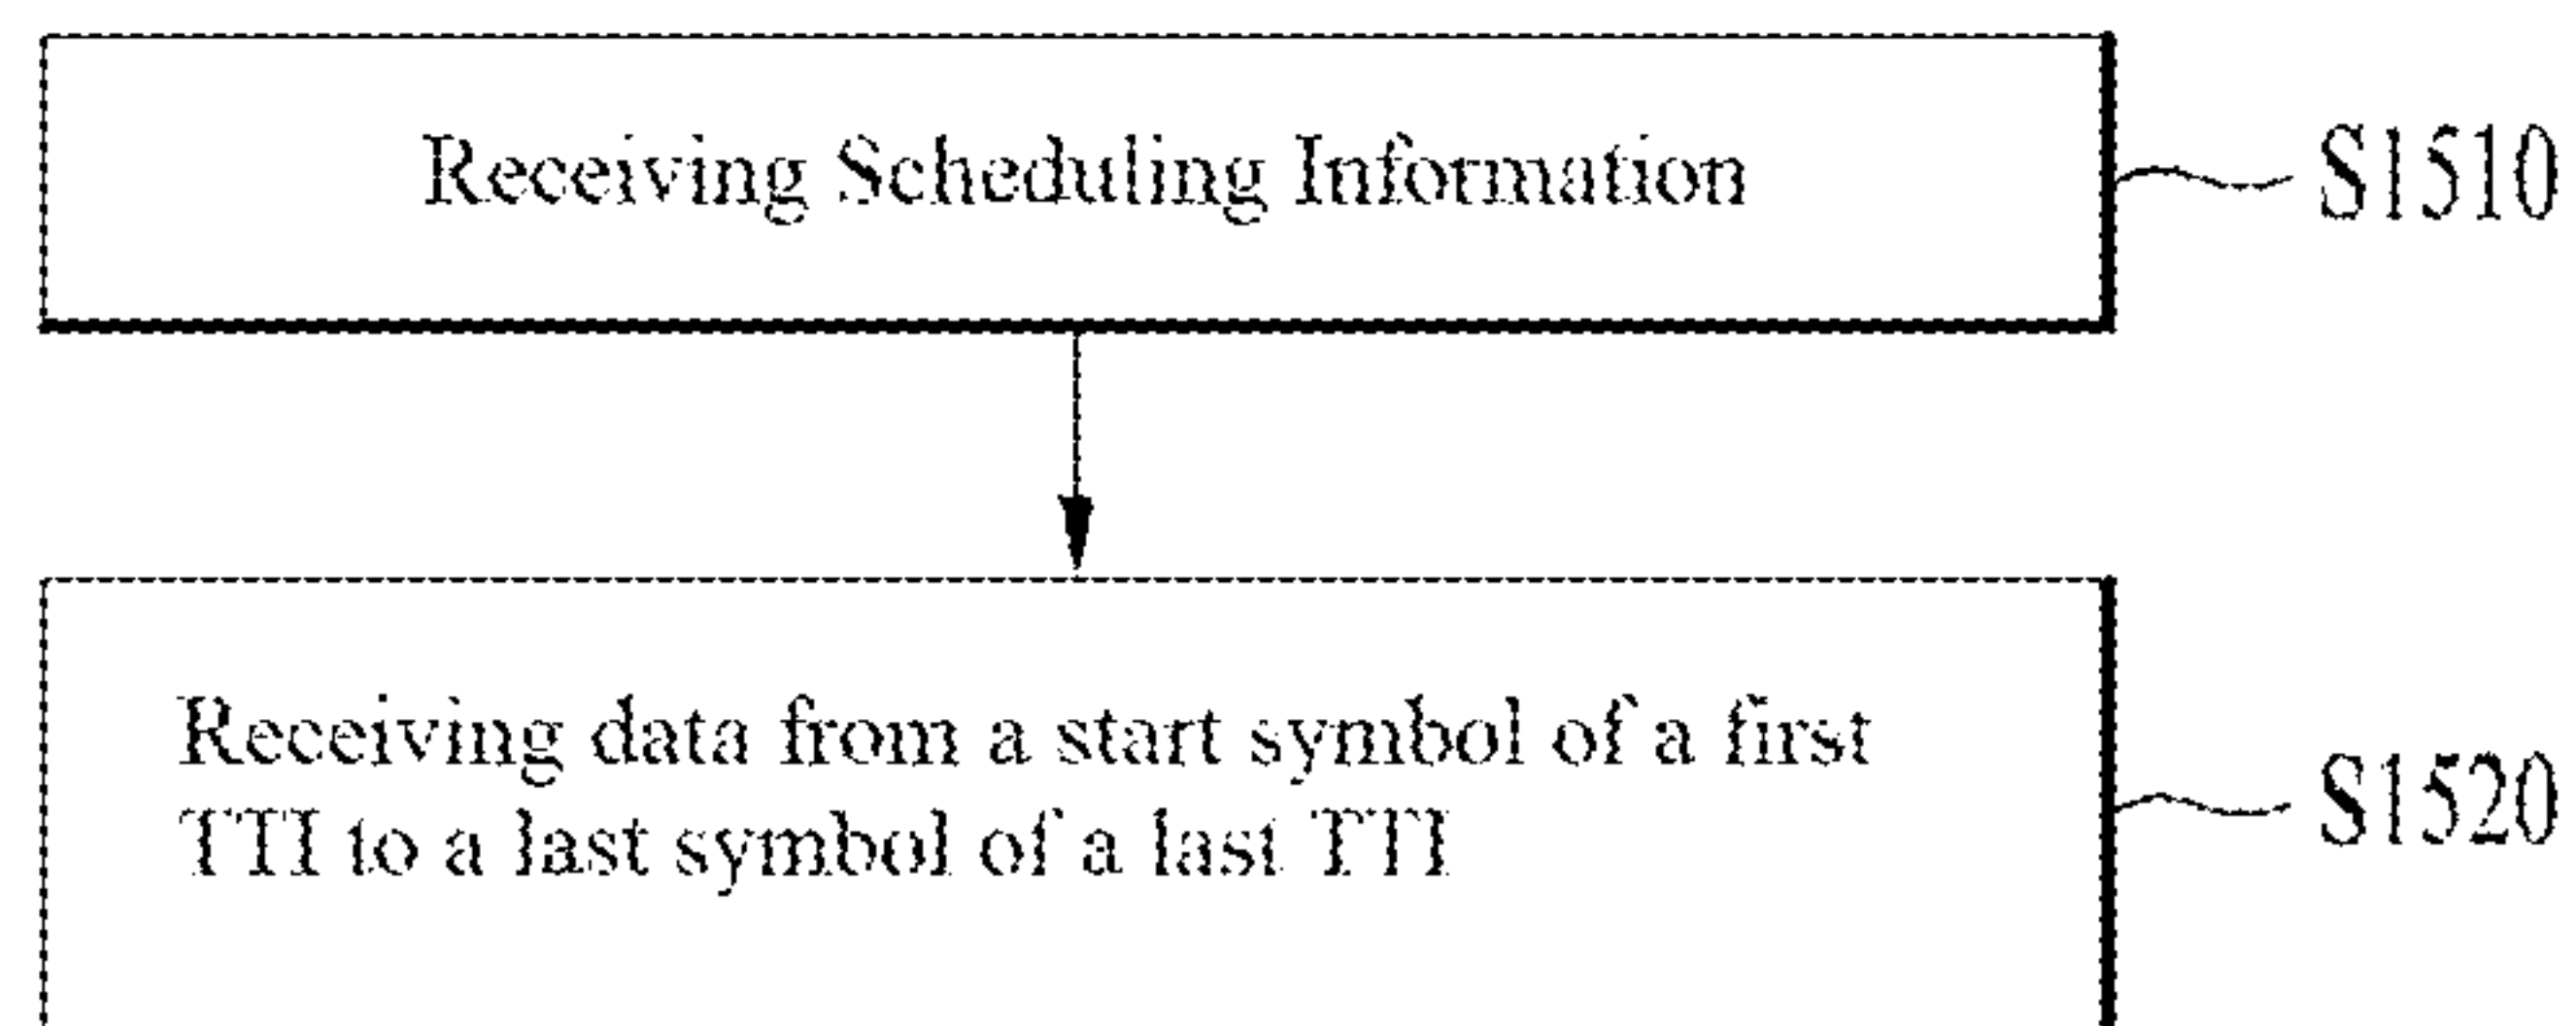 Receiving Scheduling Information
S1510
Receiving data from a start symbol of a first
TTI to a last symbol of a last TTI
S1520